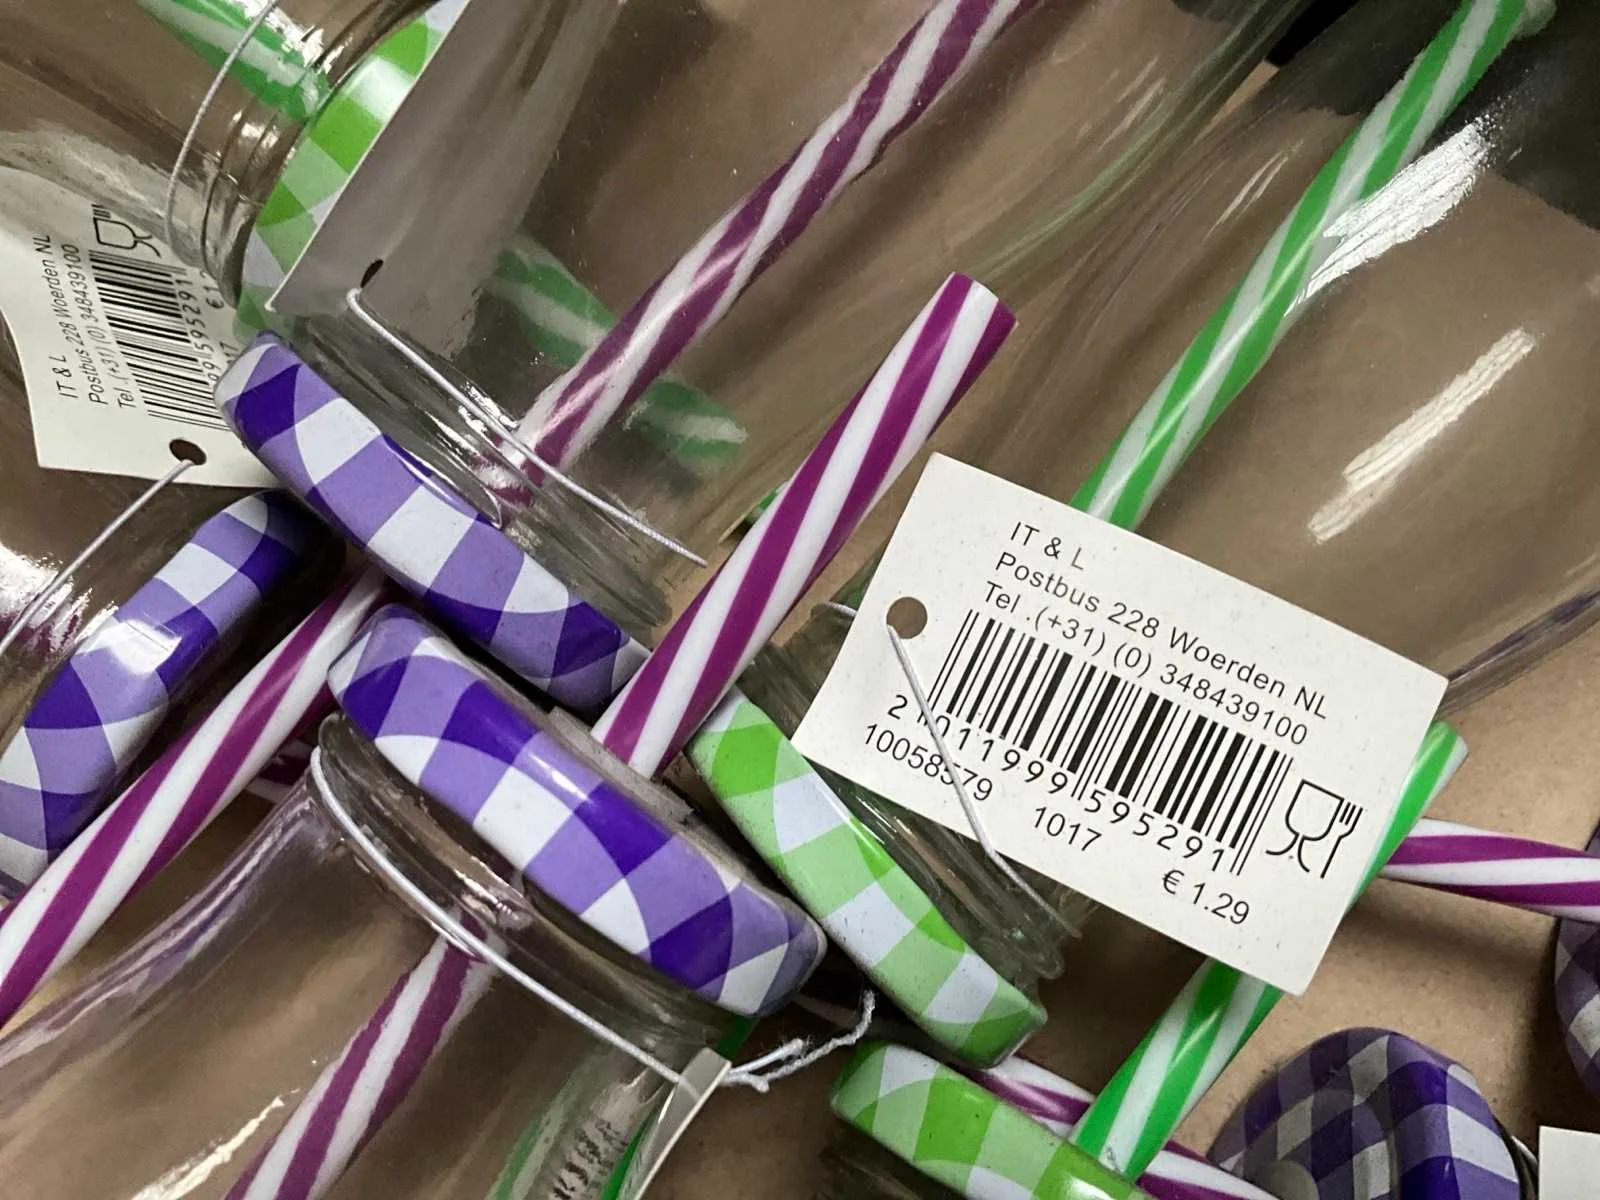 IT & L
Postbus 228 Woerden NL
Tel .(+31) (0) 348439100
2 011999 595291
10058579 1017
€ 1.29
IT & L
Postbus 228 Woerden NL
Tel .(+31) (0) 348439100